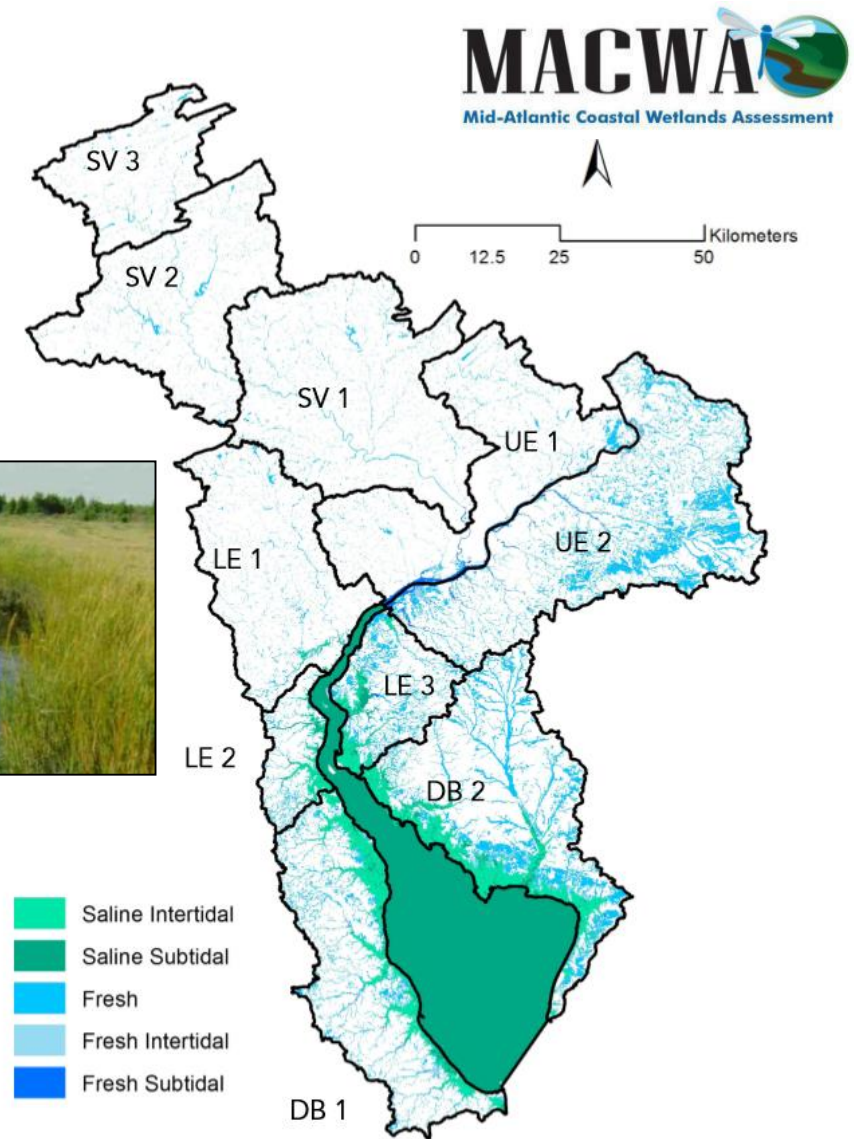 MACWA
Mid-Atlantic Coastal Wetlands Assessment
Kilometers
0 12.5 25 50
SV 3
SV 2
SV 1
UE 1
UE 2
LE 1
LE 3
LE 2
DB 2
DB 1
Saline Intertidal
Saline Subtidal
Fresh
Fresh Intertidal
Fresh Subtidal